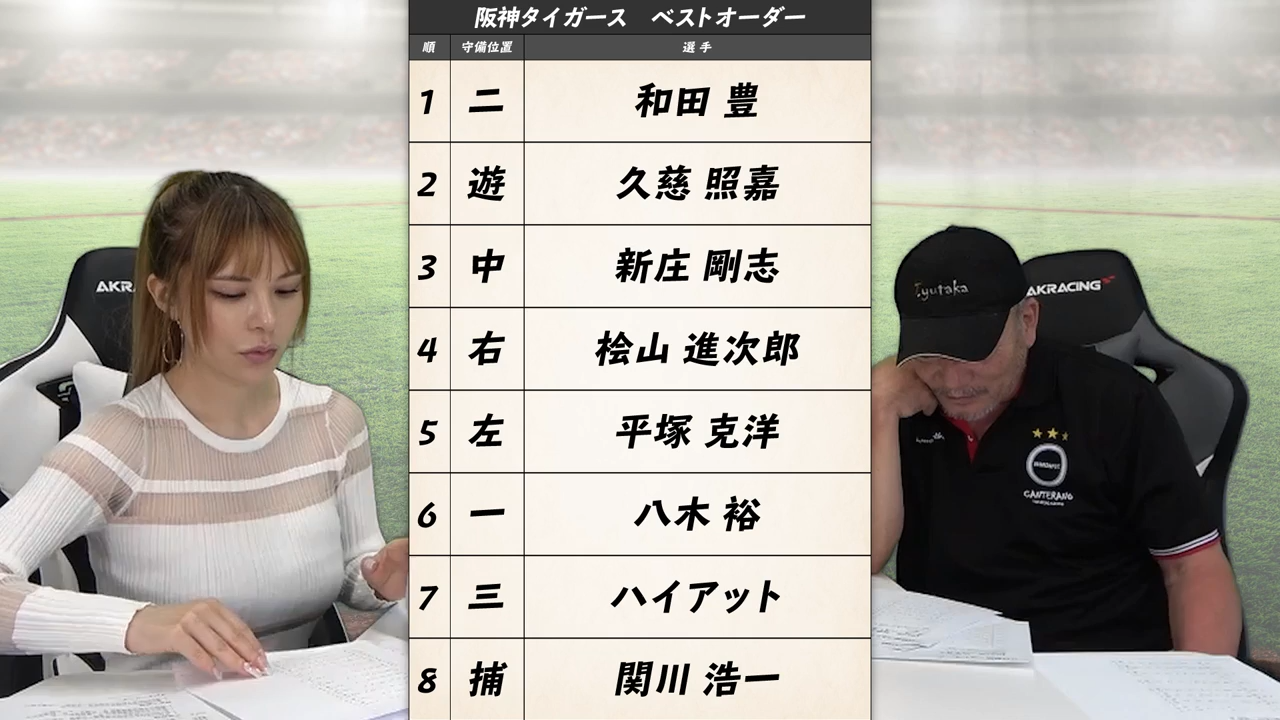 阪神タイガース ベストオーダー
順 守備位置 選手
1 二 和田 豊
2 遊 久慈 照嘉
3 中 新庄 剛志
4 右 桧山 進次郎
5 左 平塚 克洋
6 一 八木 裕
7 三 ハイアット
8 捕 関川 浩一
AKRA
AKRACING
yutaka
CANTERANO